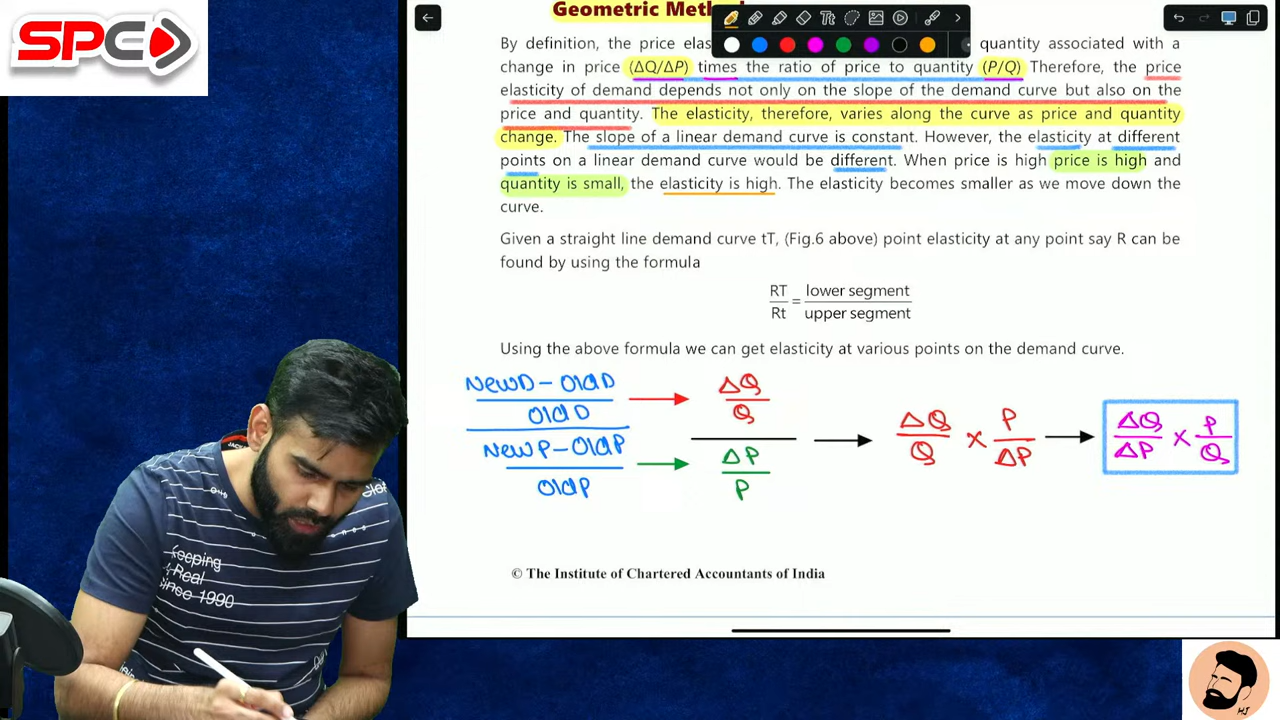 SPC
Geometric Meth
By definition, the price elas quantity associated with a
change in price (ΔQ/ΔP) times the ratio of price to quantity (P/Q) Therefore, the price
elasticity of demand depends not only on the slope of the demand curve but also on the
price and quantity. The elasticity, therefore, varies along the curve as price and quantity
change. The slope of a linear demand curve is constant. However, the elasticity at different
points on a linear demand curve would be different. When price is high price is high and
quantity is small, the elasticity is high. The elasticity becomes smaller as we move down the
curve.
Given a straight line demand curve tT, (Fig.6 above) point elasticity at any point say R can be
found by using the formula
RT/Rt = lower segment/upper segment
Using the above formula we can get elasticity at various points on the demand curve.
NewD - OldD
OldD
NewP - OldP
OldP
ΔQ
Q
ΔP
P
ΔQ/Q × P/ΔP
ΔQ/ΔP × P/Q
© The Institute of Chartered Accountants of India
Keeping
Real
Since 1990
HJ